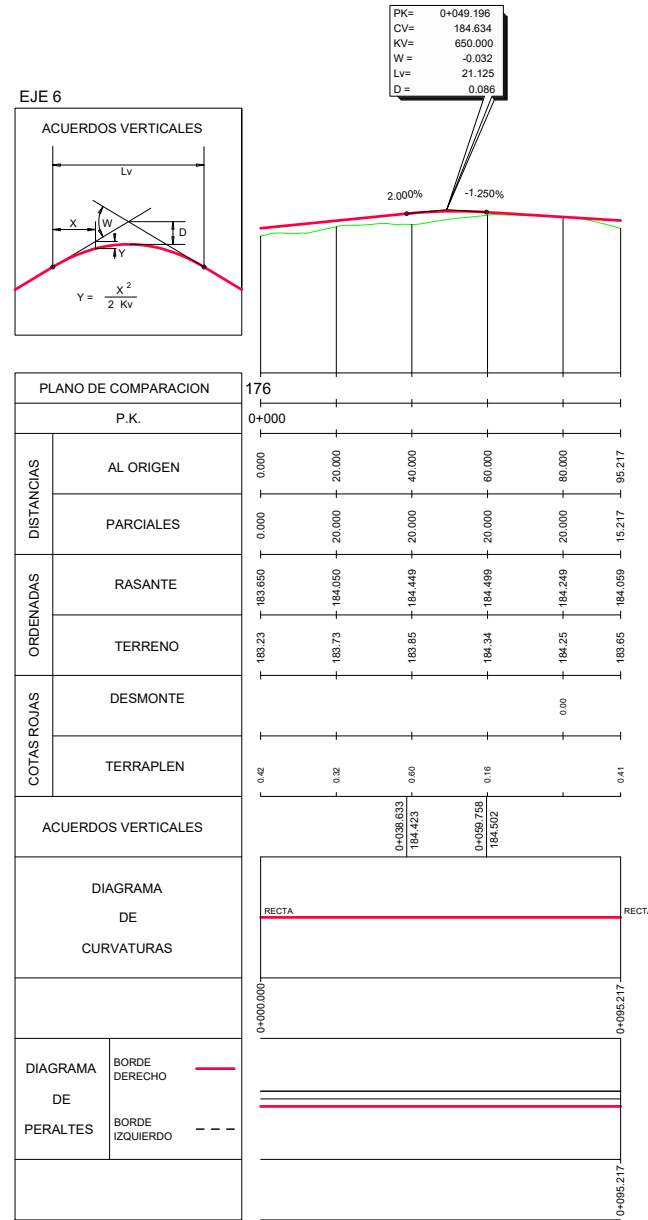 PK= 0+049.196
CV= 184.634
KV= 650.000
W = -0.032
Lv= 21.125
D = 0.086
EJE 6
ACUERDOS VERTICALES
Lv
X
W
D
Y
Y = X 2
2 Kv
2.000%
-1.250%
PLANO DE COMPARACION 176
P.K. 0+000
DISTANCIAS
AL ORIGEN 0.000 20.000 40.000 60.000 80.000 95.217
PARCIALES 0.000 20.000 20.000 20.000 20.000 15.217
ORDENADAS
RASANTE 183.650 184.050 184.449 184.499 184.249 184.059
TERRENO 183.23 183.73 183.85 184.34 184.25 183.65
COTAS ROJAS
DESMONTE 0.00
TERRAPLEN 0.42 0.32 0.60 0.16 0.41
ACUERDOS VERTICALES
0+038.633
184.423
0+059.758
184.502
DIAGRAMA
DE
CURVATURAS
RECTA
RECTA
0+000.000 0+095.217
DIAGRAMA
DE
PERALTES
BORDE
DERECHO
BORDE
IZQUIERDO
0+095.217